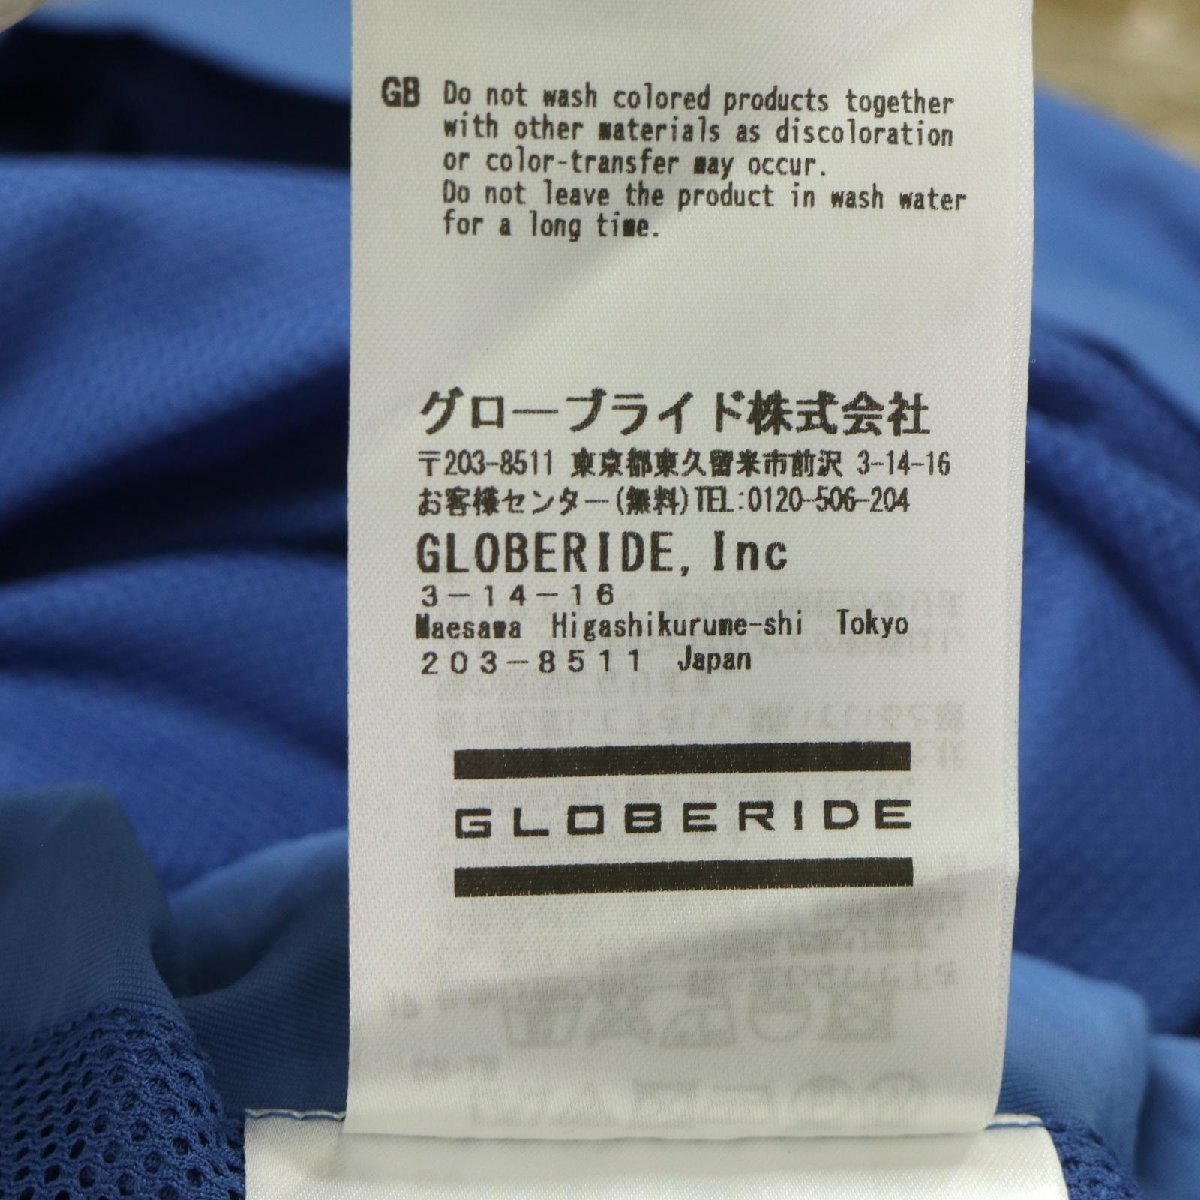 GB Do not wash colored products together
with other materials as discoloration
or color-transfer may occur.
Do not leave the product in wash water
for a long time.
グローブライド株式会社
〒203-8511 東京都東久留米市前沢 3-14-16
お客様センター(無料)TEL:0120-506-204
GLOBERIDE, Inc
3-14-16
Maesawa Higashikurume-shi Tokyo
203-8511 Japan
GLOBERIDE